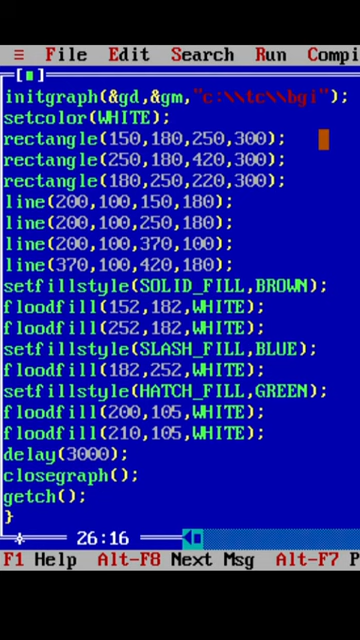 ≡ File Edit Search Run Compi
[■]
initgraph(&gd,&gm,"c:\\tc\\bgi");
setcolor(WHITE);
rectangle(150,180,250,300);
rectangle(250,180,420,300);
rectangle(180,250,220,300);
line(200,100,150,180);
line(200,100,250,180);
line(200,100,370,100);
line(370,100,420,180);
setfillstyle(SOLID_FILL,BROWN);
floodfill(152,182,WHITE);
floodfill(252,182,WHITE);
setfillstyle(SLASH_FILL,BLUE);
floodfill(182,252,WHITE);
setfillstyle(HATCH_FILL,GREEN);
floodfill(200,105,WHITE);
floodfill(210,105,WHITE);
delay(3000);
closegraph();
getch();
}
26:16
F1 Help Alt-F8 Next Msg Alt-F7 P